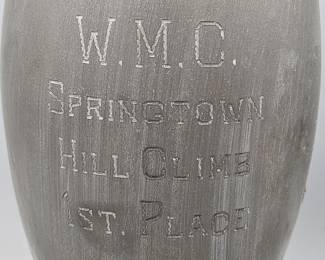 W.M.C.
SPRINGTOWN
HILL CLIMB
1ST. PLACE